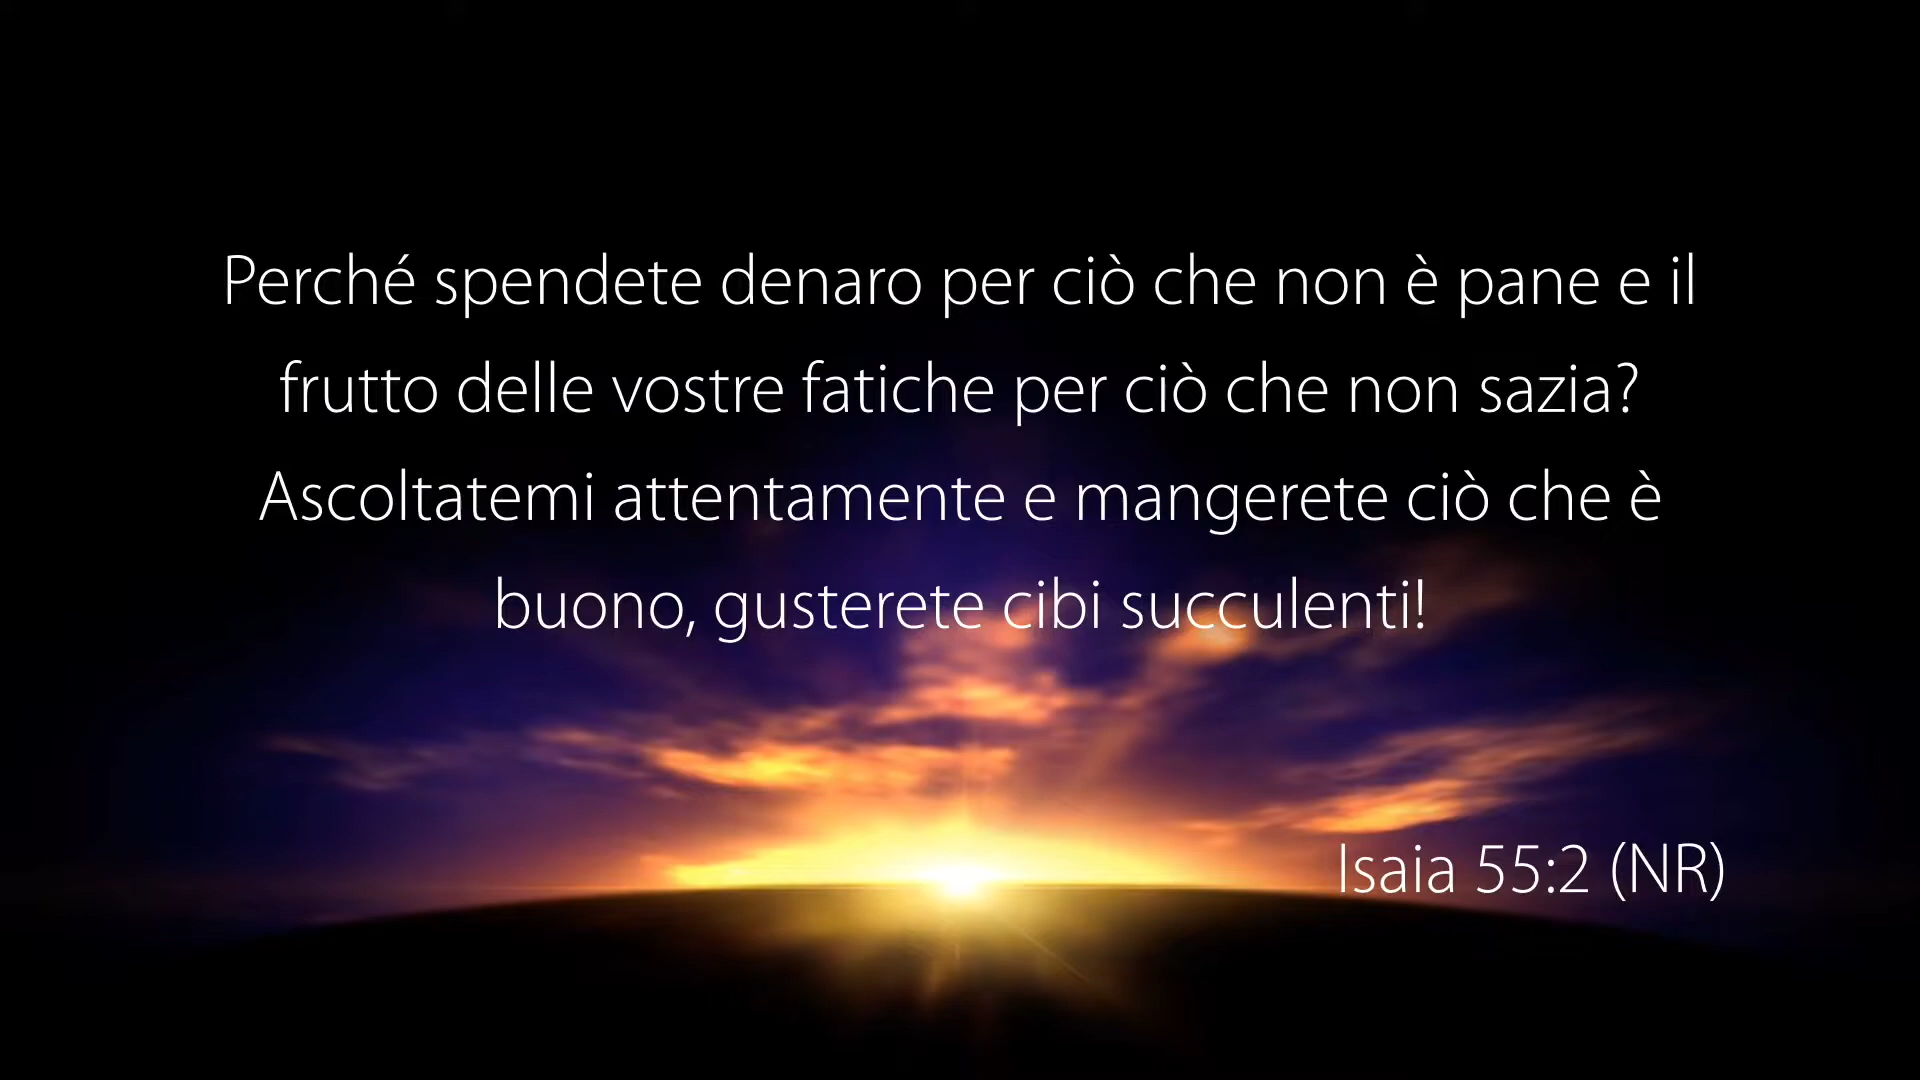 Perché spendete denaro per ciò che non è pane e il
frutto delle vostre fatiche per ciò che non sazia?
Ascoltatemi attentamente e mangerete ciò che è
buono, gusterete cibi succulenti!
Isaia 55:2 (NR)